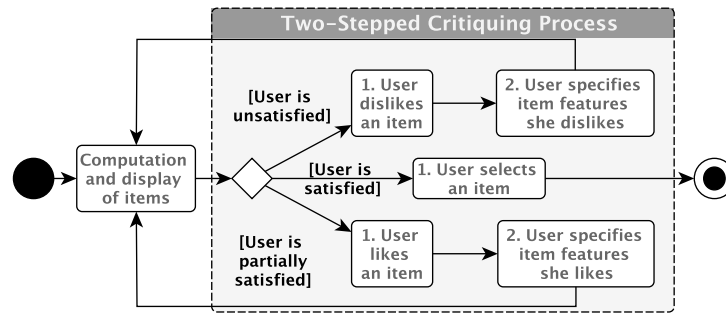 Two-Stepped Critiquing Process
[User is
unsatisfied]
1. User
dislikes
an item
2. User specifies
item features
she dislikes
Computation
and display
of items
[User is
satisfied]
1. User selects
an item
[User is
partially
satisfied]
1. User
likes
an item
2. User specifies
item features
she likes